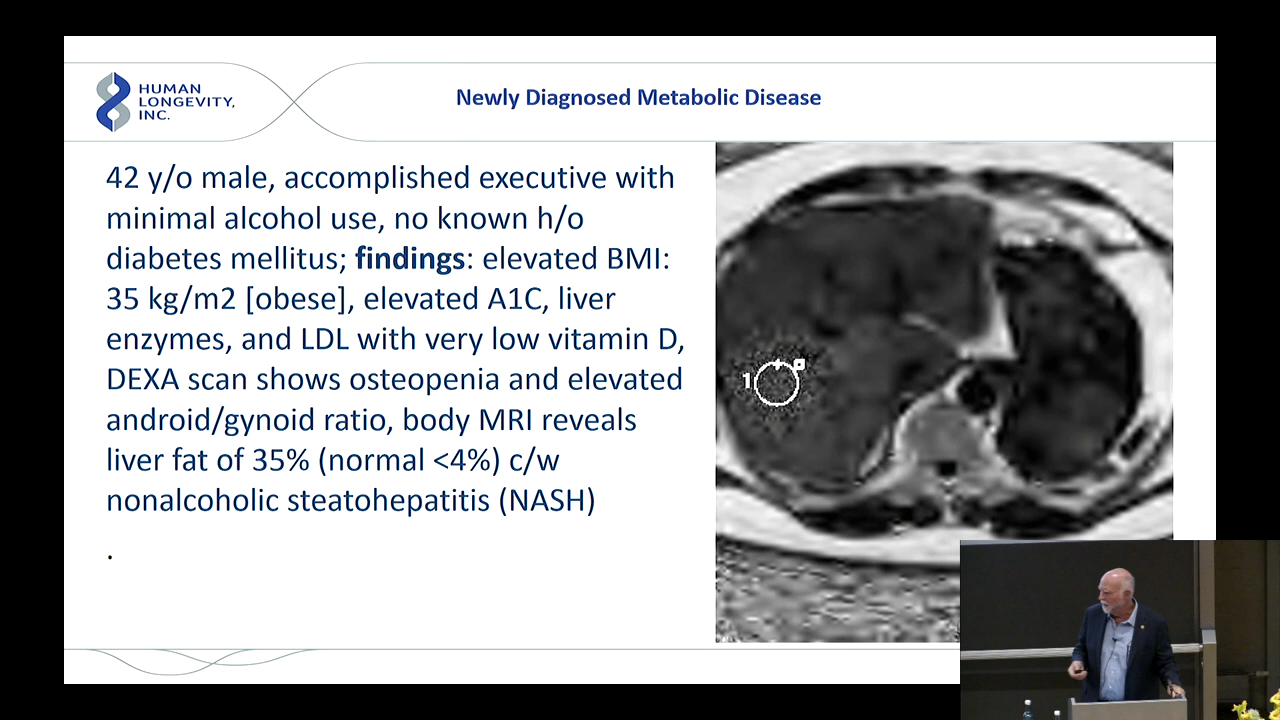 HUMAN
LONGEVITY,
INC.
Newly Diagnosed Metabolic Disease
42 y/o male, accomplished executive with
minimal alcohol use, no known h/o
diabetes mellitus; findings: elevated BMI:
35 kg/m2 [obese], elevated A1C, liver
enzymes, and LDL with very low vitamin D,
DEXA scan shows osteopenia and elevated
android/gynoid ratio, body MRI reveals
liver fat of 35% (normal <4%) c/w
nonalcoholic steatohepatitis (NASH)
.
1